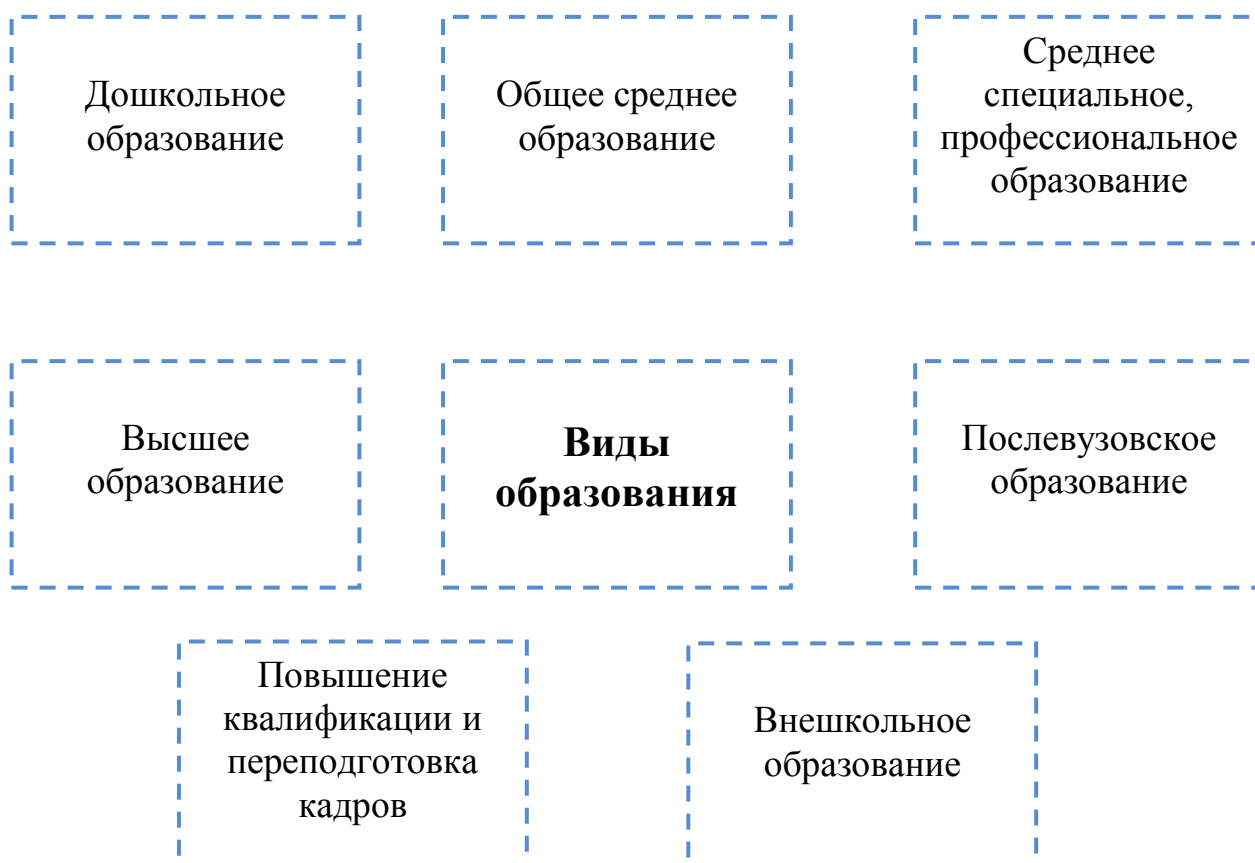 Дошкольное
образование
Общее среднее
образование
Среднее
специальное,
профессиональное
образование
Высшее
образование
Виды
образования
Послевузовское
образование
Повышение
квалификации и
переподготовка
кадров
Внешкольное
образование